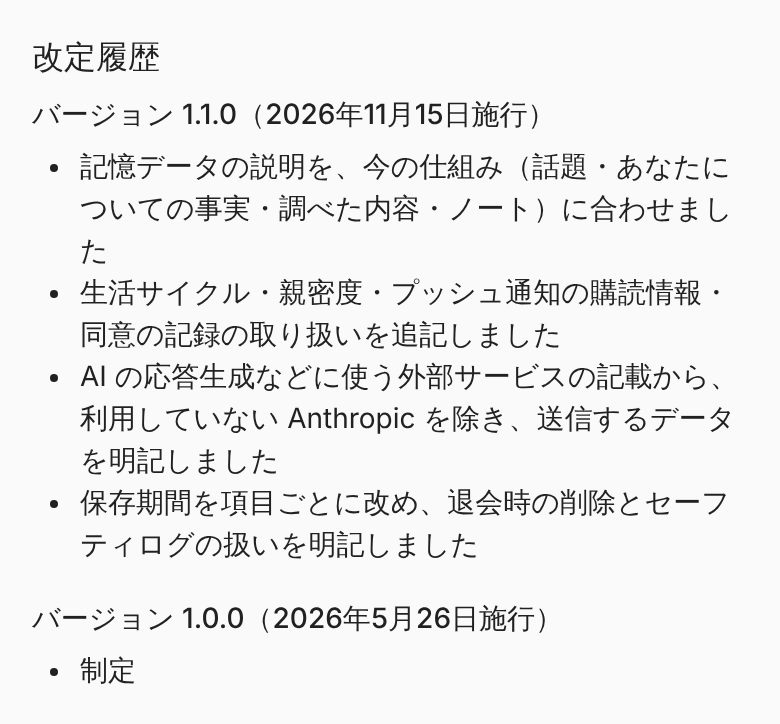 改定履歴
バージョン 1.1.0（2026年11月15日施行）
• 記憶データの説明を、今の仕組み（話題・あなたに
ついての事実・調べた内容・ノート）に合わせまし
た
• 生活サイクル・親密度・プッシュ通知の購読情報・
同意の記録の取り扱いを追記しました
• AI の応答生成などに使う外部サービスの記載から、
利用していない Anthropic を除き、送信するデータ
を明記しました
• 保存期間を項目ごとに改め、退会時の削除とセーフ
ティログの扱いを明記しました
バージョン 1.0.0（2026年5月26日施行）
• 制定